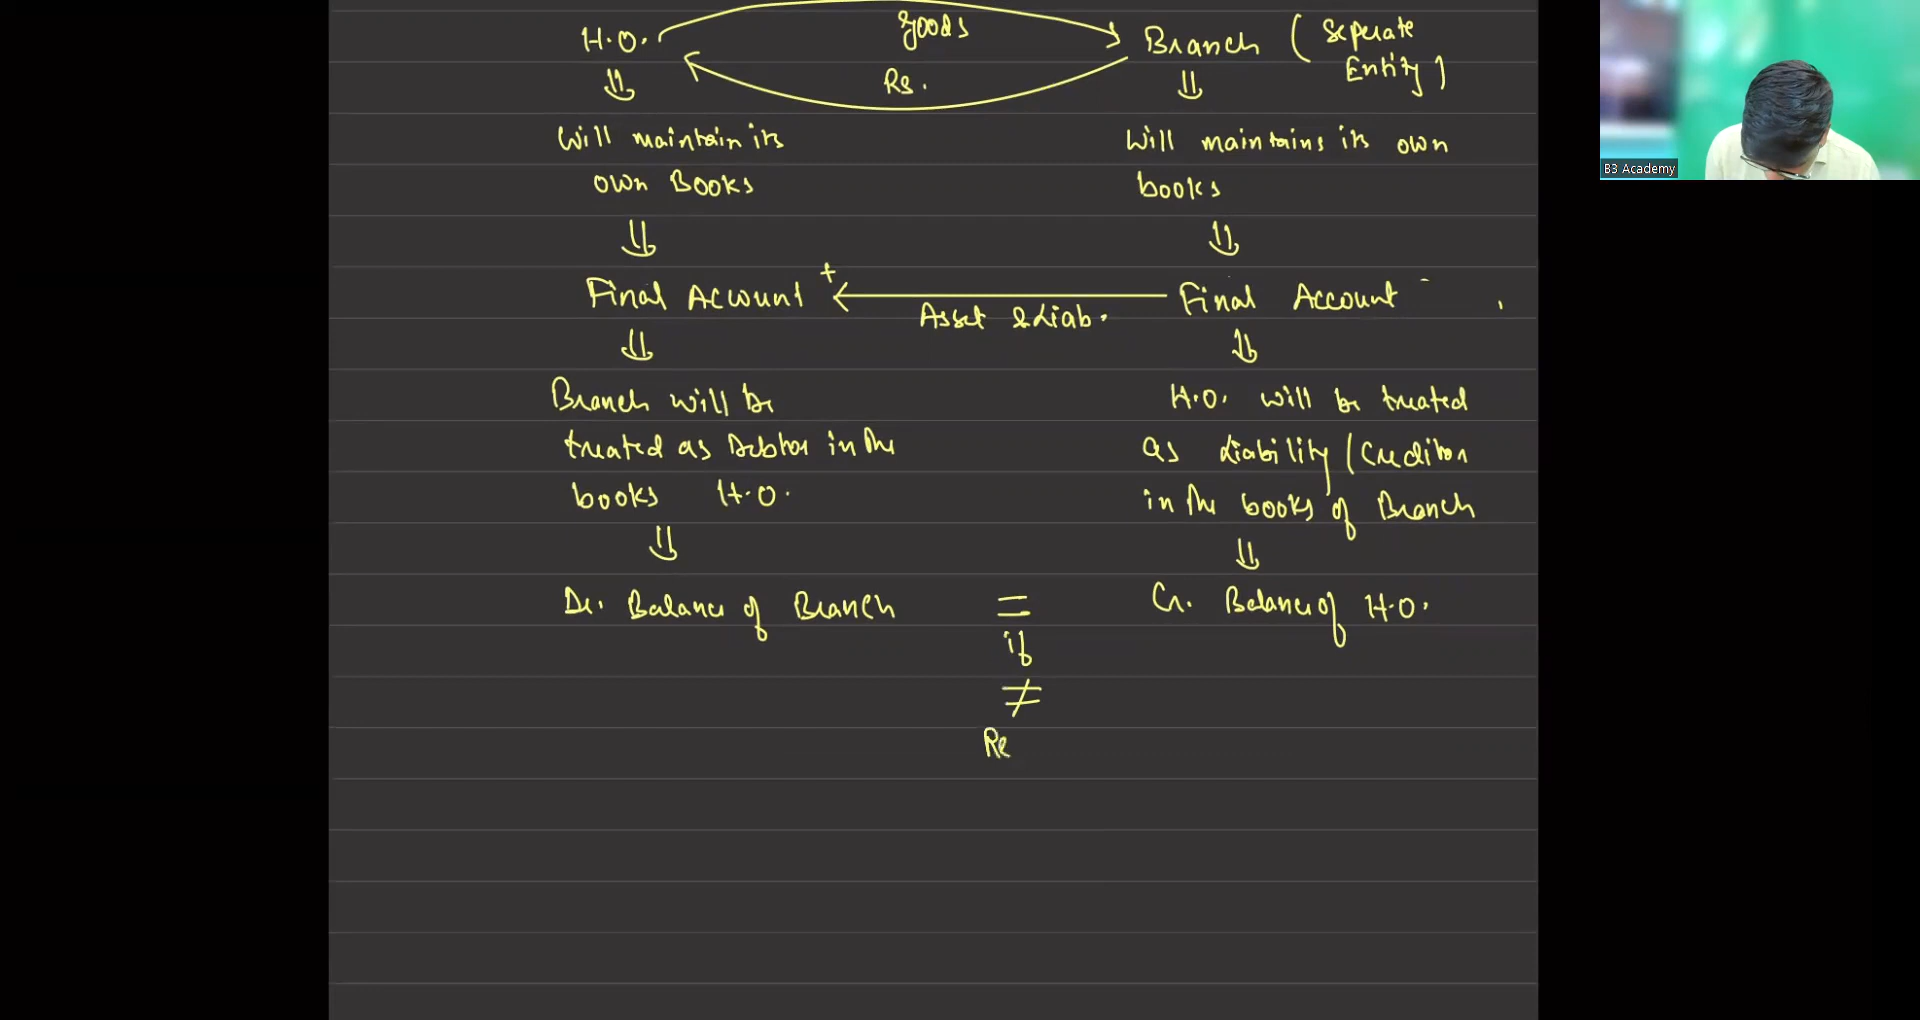 H.O. goods Branch (Seperate
Rs. Entity)
Will maintain its
own Books
Will maintains its own
books
Final Account + Asset & Liab. Final Account
Branch will be
treated as Debtor in the
books H.O.
H.O. will be treated
as Liability (Creditor
in the books of Branch
Dr. Balance of Branch = Cr. Balance of H.O.
if
≠
Re
B3 Academy